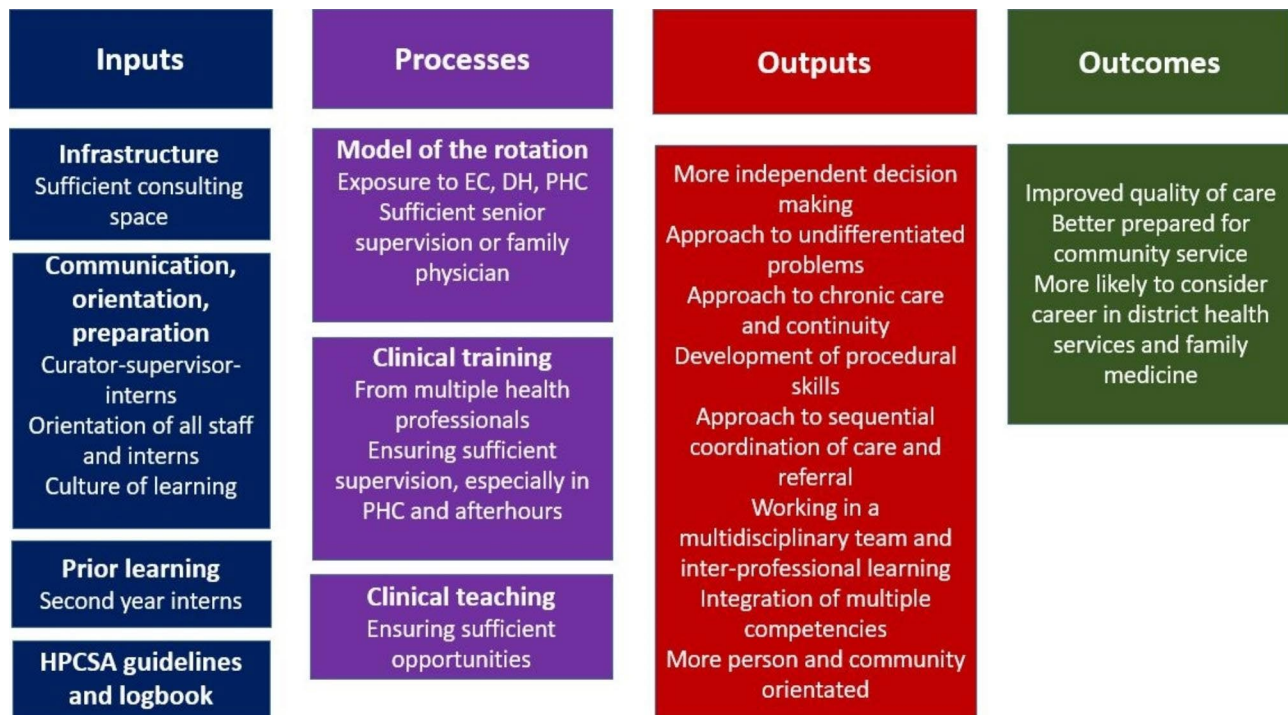 Inputs
Infrastructure
Sufficient consulting
space
Communication,
orientation,
preparation
Curator-supervisor-
interns
Orientation of all staff
and interns
Culture of learning
Prior learning
Second year interns
HPCSA guidelines
and logbook
Processes
Model of the rotation
Exposure to EC, DH, PHC
Sufficient senior
supervision or family
physician
Clinical training
From multiple health
professionals
Ensuring sufficient
supervision, especially in
PHC and afterhours
Clinical teaching
Ensuring sufficient
opportunities
Outputs
More independent decision
making
Approach to undifferentiated
problems
Approach to chronic care
and continuity
Development of procedural
skills
Approach to sequential
coordination of care and
referral
Working in a
multidisciplinary team and
inter-professional learning
Integration of multiple
competencies
More person and community
orientated
Outcomes
Improved quality of care
Better prepared for
community service
More likely to consider
career in district health
services and family
medicine